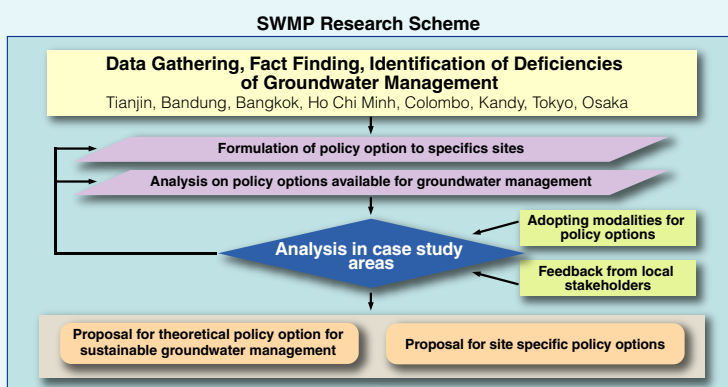 SWMP Research Scheme
Data Gathering, Fact Finding, Identification of Deficiencies
of Groundwater Management
Tianjin, Bandung, Bangkok, Ho Chi Minh, Colombo, Kandy, Tokyo, Osaka
Formulation of policy option to specifics sites
Analysis on policy options available for groundwater management
Analysis in case study
areas
Adopting modalities for
policy options
Feedback from local
stakeholders
Proposal for theoretical policy option for
sustainable groundwater management
Proposal for site specific policy options